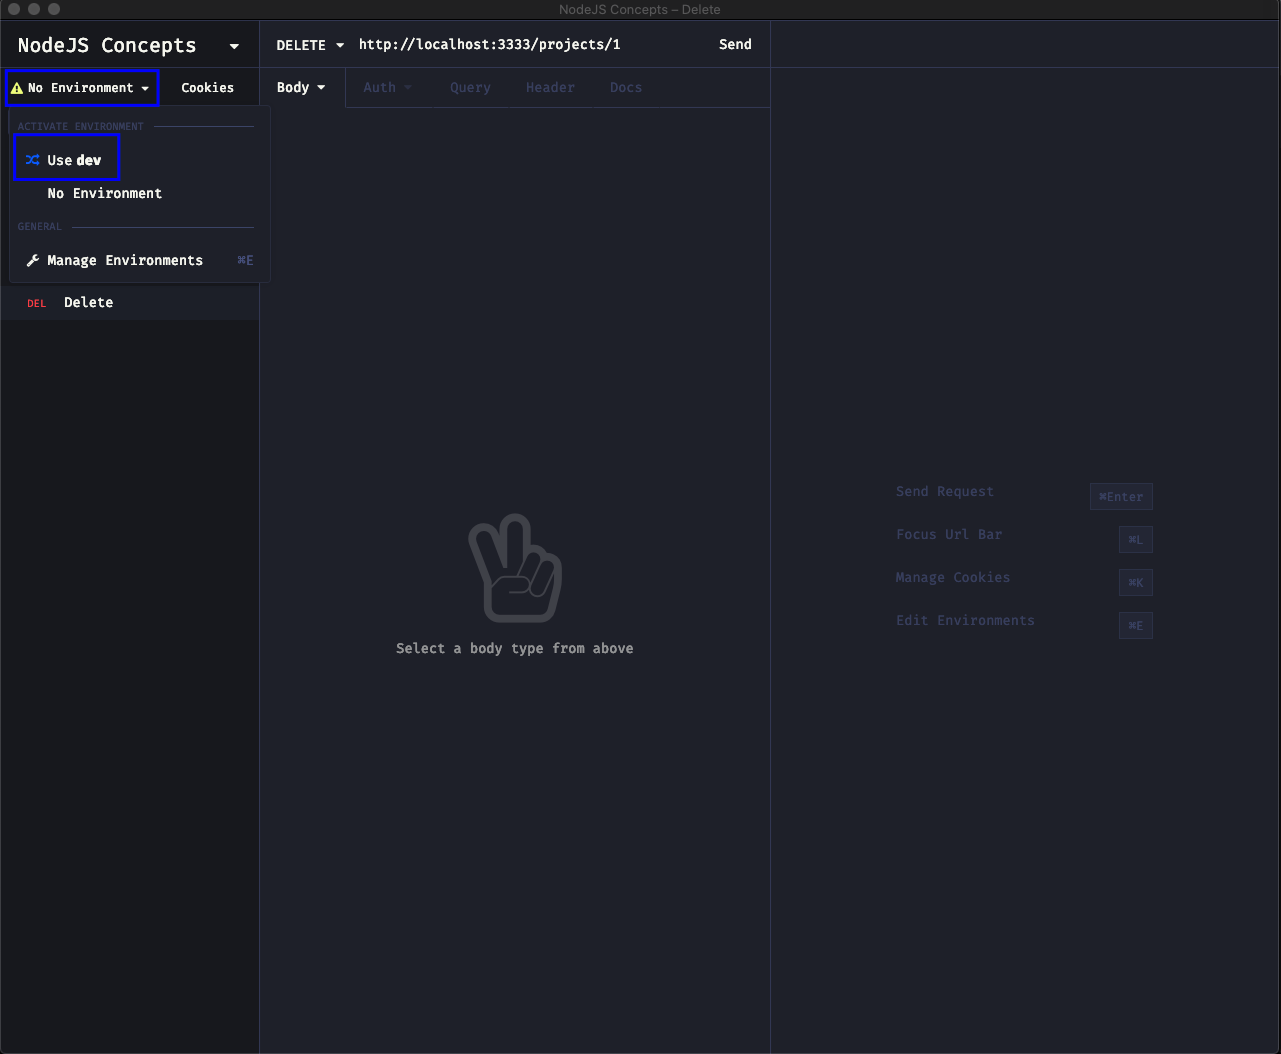 NodeJS Concepts – Delete
NodeJS Concepts
DELETE http://localhost:3333/projects/1 Send
No Environment Cookies
Body Auth Query Header Docs
ACTIVATE ENVIRONMENT
Use dev
No Environment
GENERAL
Manage Environments ⌘E
DEL Delete
Select a body type from above
Send Request ⌘Enter
Focus Url Bar ⌘L
Manage Cookies ⌘K
Edit Environments ⌘E